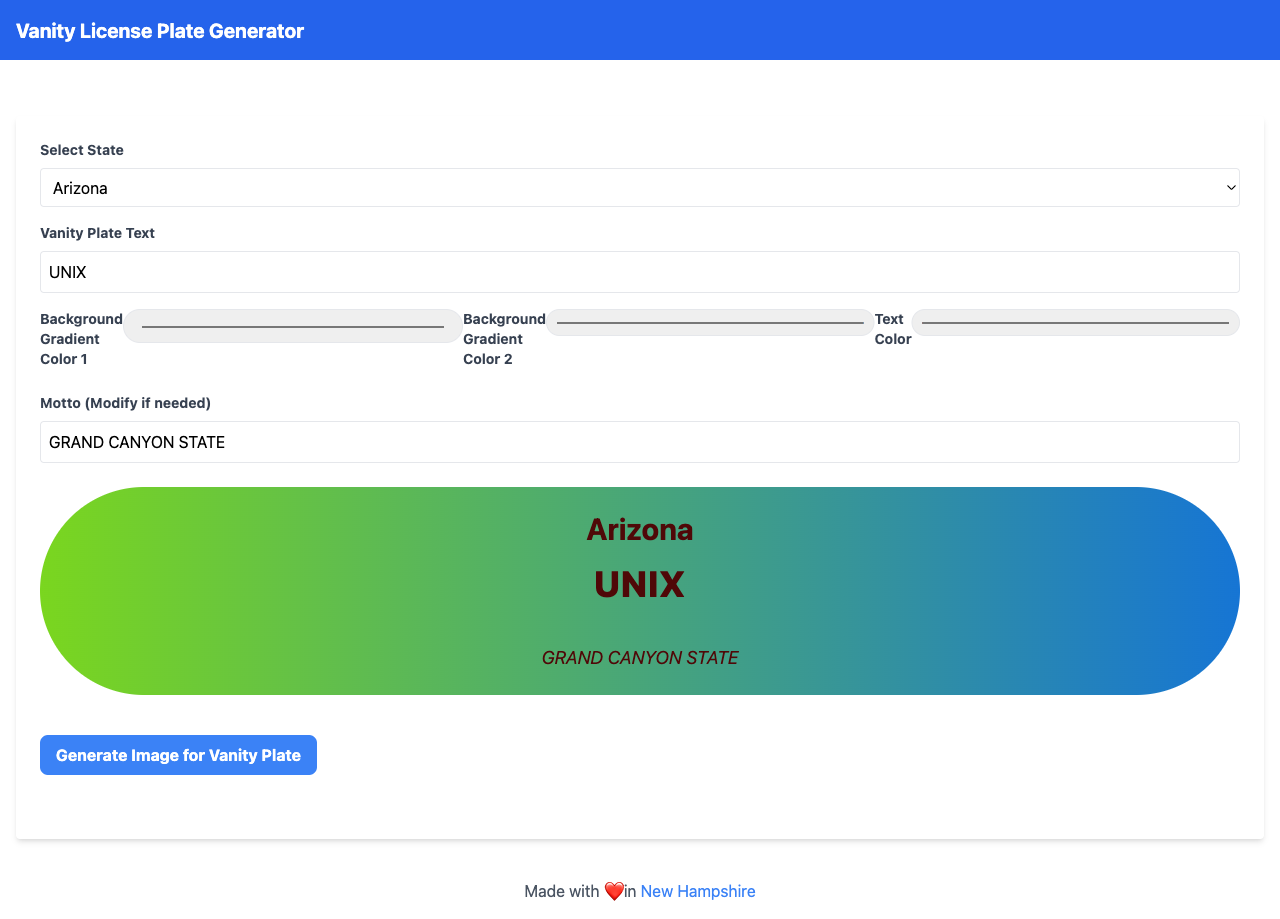 Vanity License Plate Generator
Select State
Arizona
Vanity Plate Text
UNIX
Background Gradient Color 1
Background Gradient Color 2
Text Color
Motto (Modify if needed)
GRAND CANYON STATE
Arizona
UNIX
GRAND CANYON STATE
Generate Image for Vanity Plate
Made with ❤️in New Hampshire